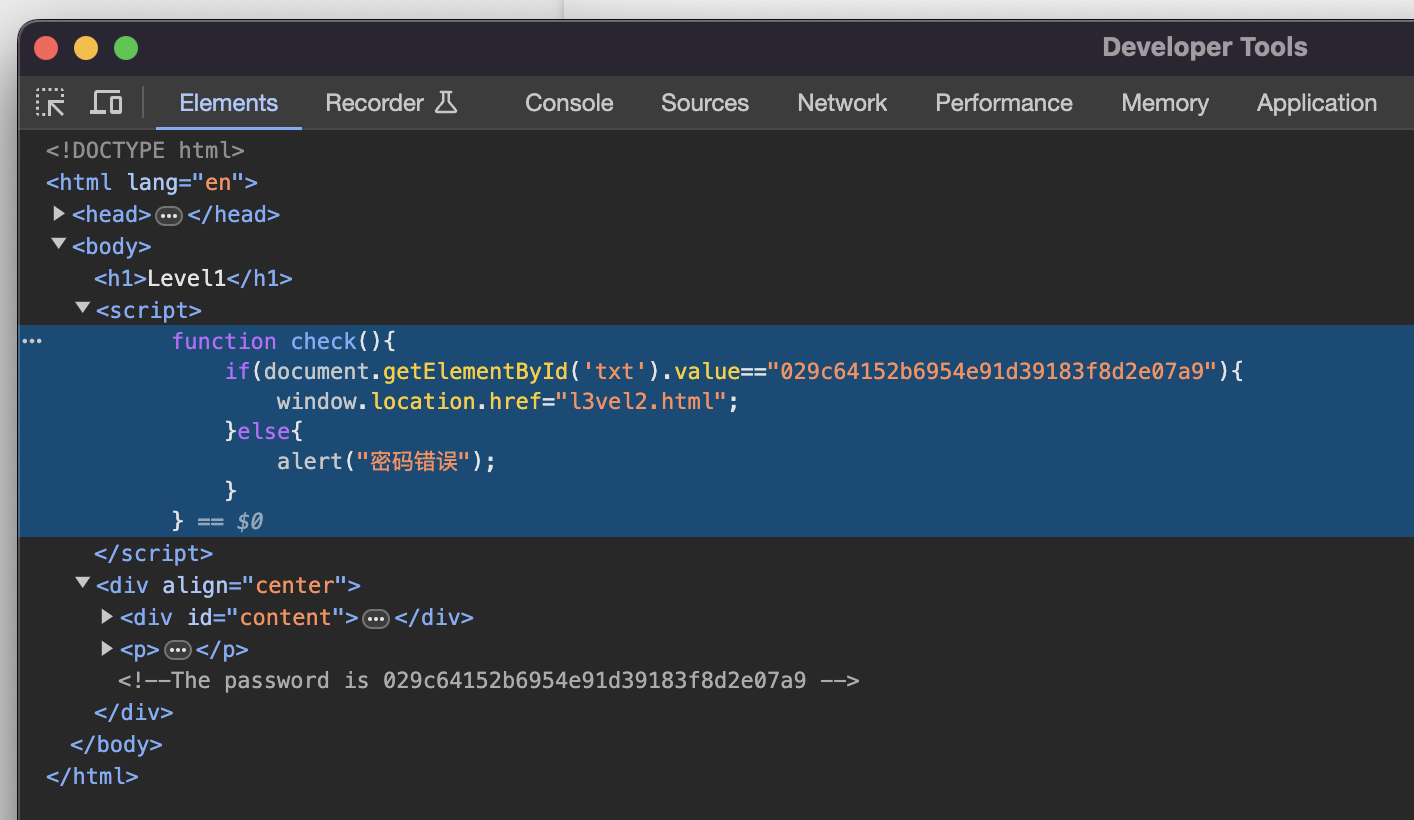 Developer Tools
Elements Recorder Console Sources Network Performance Memory Application
<!DOCTYPE html>
<html lang="en">
<head>…</head>
<body>
<h1>Level1</h1>
<script>
function check(){
if(document.getElementById('txt').value=="029c64152b6954e91d39183f8d2e07a9"){
window.location.href="l3vel2.html";
}else{
alert("密码错误");
}
} == $0
</script>
<div align="center">
<div id="content">…</div>
<p>…</p>
<!--The password is 029c64152b6954e91d39183f8d2e07a9 -->
</div>
</body>
</html>